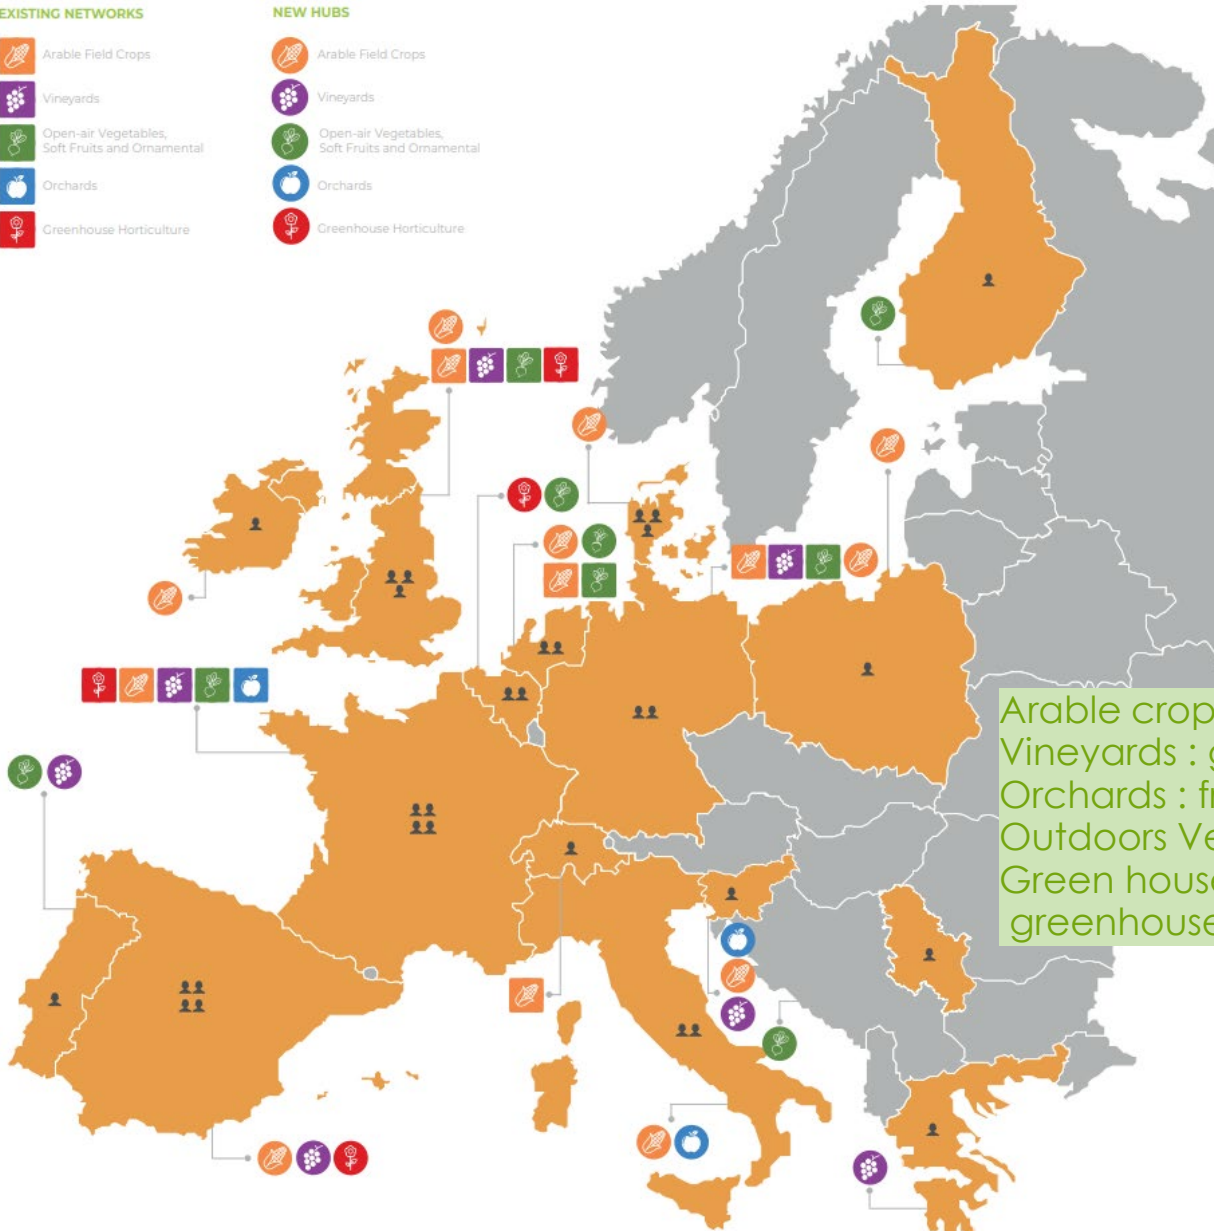 EXISTING NETWORKS
Arable Field Crops
Vineyards
Open-air Vegetables,
Soft Fruits and Ornamental
Orchards
Greenhouse Horticulture
NEW HUBS
Arable Field Crops
Vineyards
Open-air Vegetables,
Soft Fruits and Ornamental
Orchards
Greenhouse Horticulture
Arable crop
Vineyards :
Orchards :
Outdoors
Green house
greenhouse